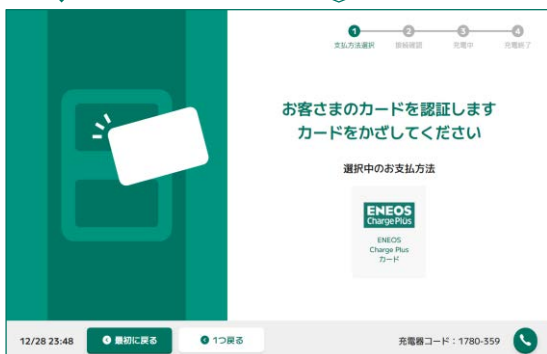 1 2 3 4
支払方法選択 接続確認 充電中 充電終了
お客さまのカードを認証します
カードをかざしてください
選択中のお支払方法
ENEOS
Charge Plus
ENEOS
Charge Plus
カード
12/28 23:48 最初に戻る 1つ戻る 充電器コード：1780-359